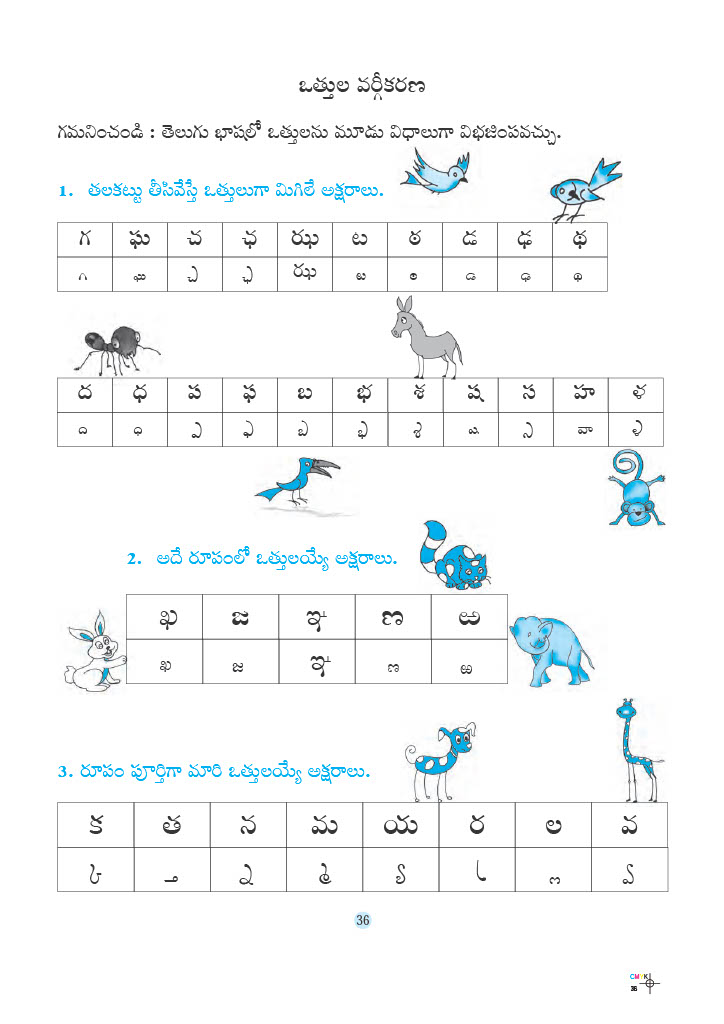 ఒత్తుల వర్గీకరణ
గమనించండి : తెలుగు భాషలో ఒత్తులను మూడు విధాలుగా విభజింపవచ్చు.
1. తలకట్టు తీసివేస్తే ఒత్తులుగా మిగిలే అక్షరాలు.
గ ఘ చ ఛ ఝ ట ఠ డ ఢ థ
్గ ్ఘ ్చ ్ఛ ్ఝ ్ట ్ఠ ్డ ్ఢ ్థ
ద ధ ప ఫ బ భ శ ష స హ ళ
్ద ్ధ ్ప ్ఫ ్బ ్భ ్శ ్ష ్స ్హ ్ళ
2. అదే రూపంలో ఒత్తులయ్యే అక్షరాలు.
ఖ జ ఞ ణ ఱ
్ఖ ్జ ్ఞ ్ణ ్ఱ
3. రూపం పూర్తిగా మారి ఒత్తులయ్యే అక్షరాలు.
క త న మ య ర ల వ
్క ్త ్న ్మ ్య ్ర ్ల ్వ
36
CMYK
36